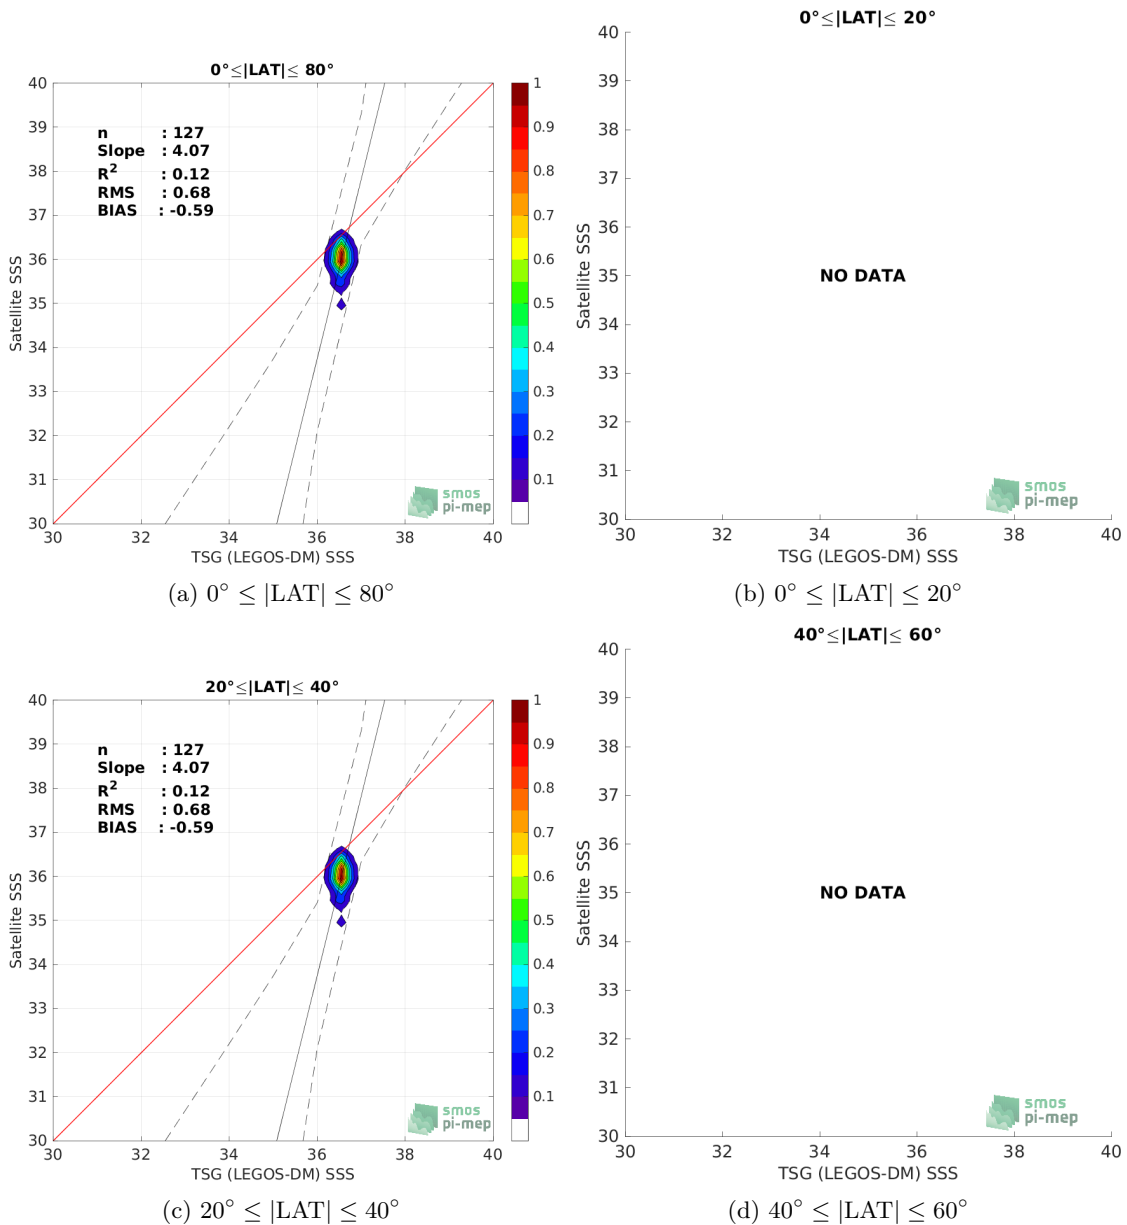 0°≤|LAT|≤ 80°
40
39
38
37
36
35
34
33
32
31
30
Satellite SSS
n : 127
Slope : 4.07
R² : 0.12
RMS : 0.68
BIAS : -0.59
smos
pi-mep
30 32 34 36 38 40
TSG (LEGOS-DM) SSS
1
0.9
0.8
0.7
0.6
0.5
0.4
0.3
0.2
0.1
(a) 0° ≤ |LAT| ≤ 80°
0°≤|LAT|≤ 20°
40
39
38
37
36
35
34
33
32
31
30
Satellite SSS
NO DATA
smos
pi-mep
30 32 34 36 38 40
TSG (LEGOS-DM) SSS
(b) 0° ≤ |LAT| ≤ 20°
20°≤|LAT|≤ 40°
40
39
38
37
36
35
34
33
32
31
30
Satellite SSS
n : 127
Slope : 4.07
R² : 0.12
RMS : 0.68
BIAS : -0.59
smos
pi-mep
30 32 34 36 38 40
TSG (LEGOS-DM) SSS
1
0.9
0.8
0.7
0.6
0.5
0.4
0.3
0.2
0.1
(c) 20° ≤ |LAT| ≤ 40°
40°≤|LAT|≤ 60°
40
39
38
37
36
35
34
33
32
31
30
Satellite SSS
NO DATA
smos
pi-mep
30 32 34 36 38 40
TSG (LEGOS-DM) SSS
(d) 40° ≤ |LAT| ≤ 60°